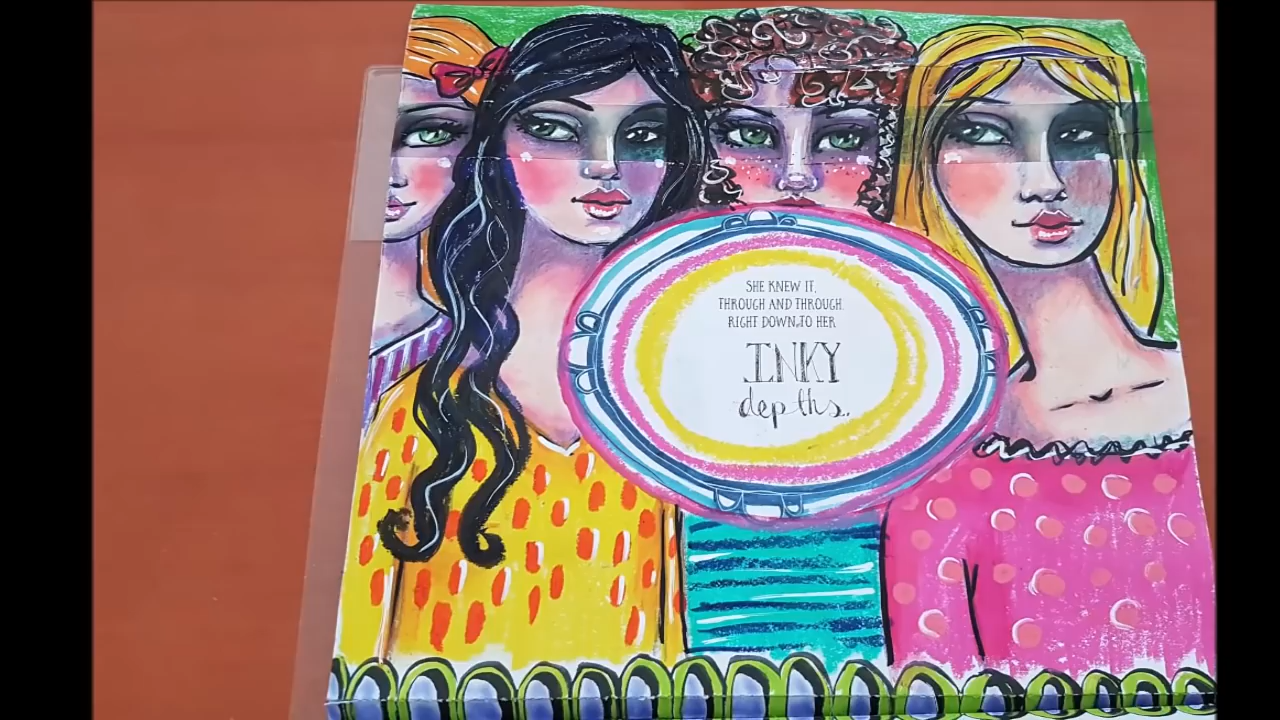 SHE KNEW IT,
THROUGH AND THROUGH,
RIGHT DOWN TO HER
INKY
depths.